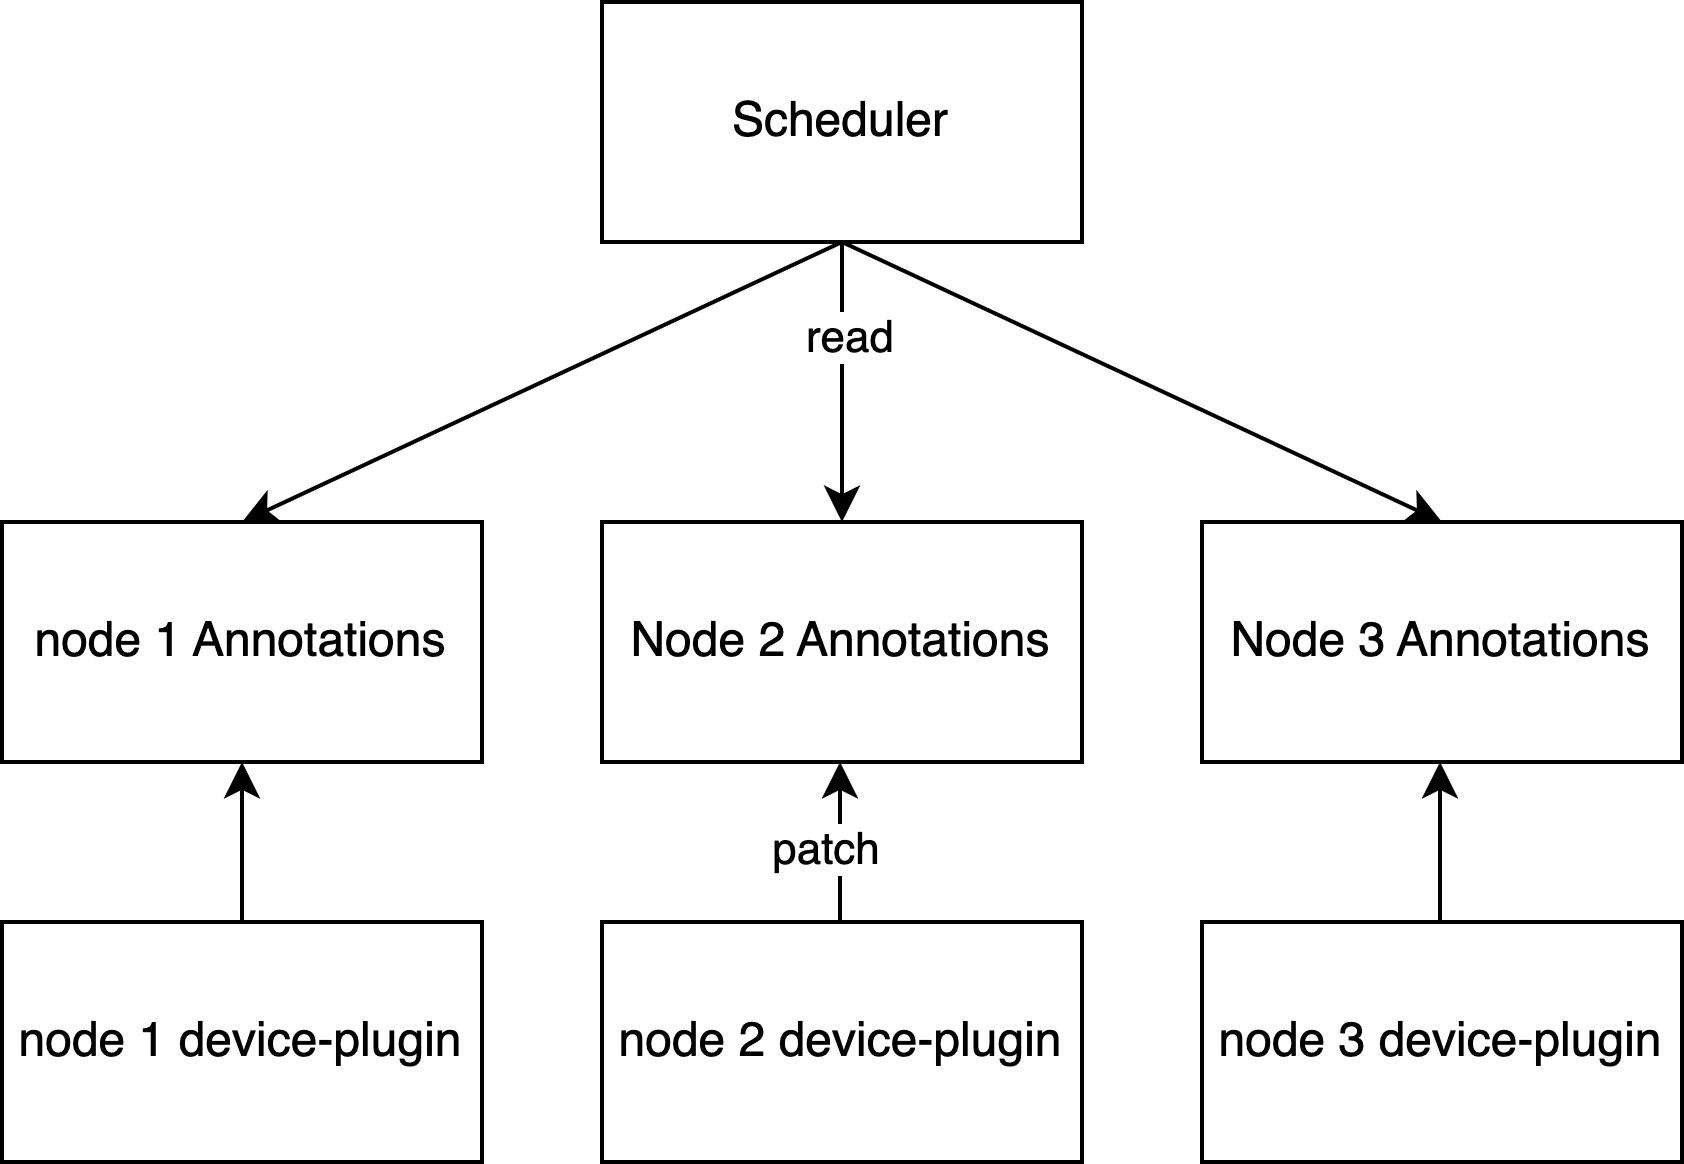 Scheduler
read
node 1 Annotations
Node 2 Annotations
Node 3 Annotations
patch
node 1 device-plugin
node 2 device-plugin
node 3 device-plugin